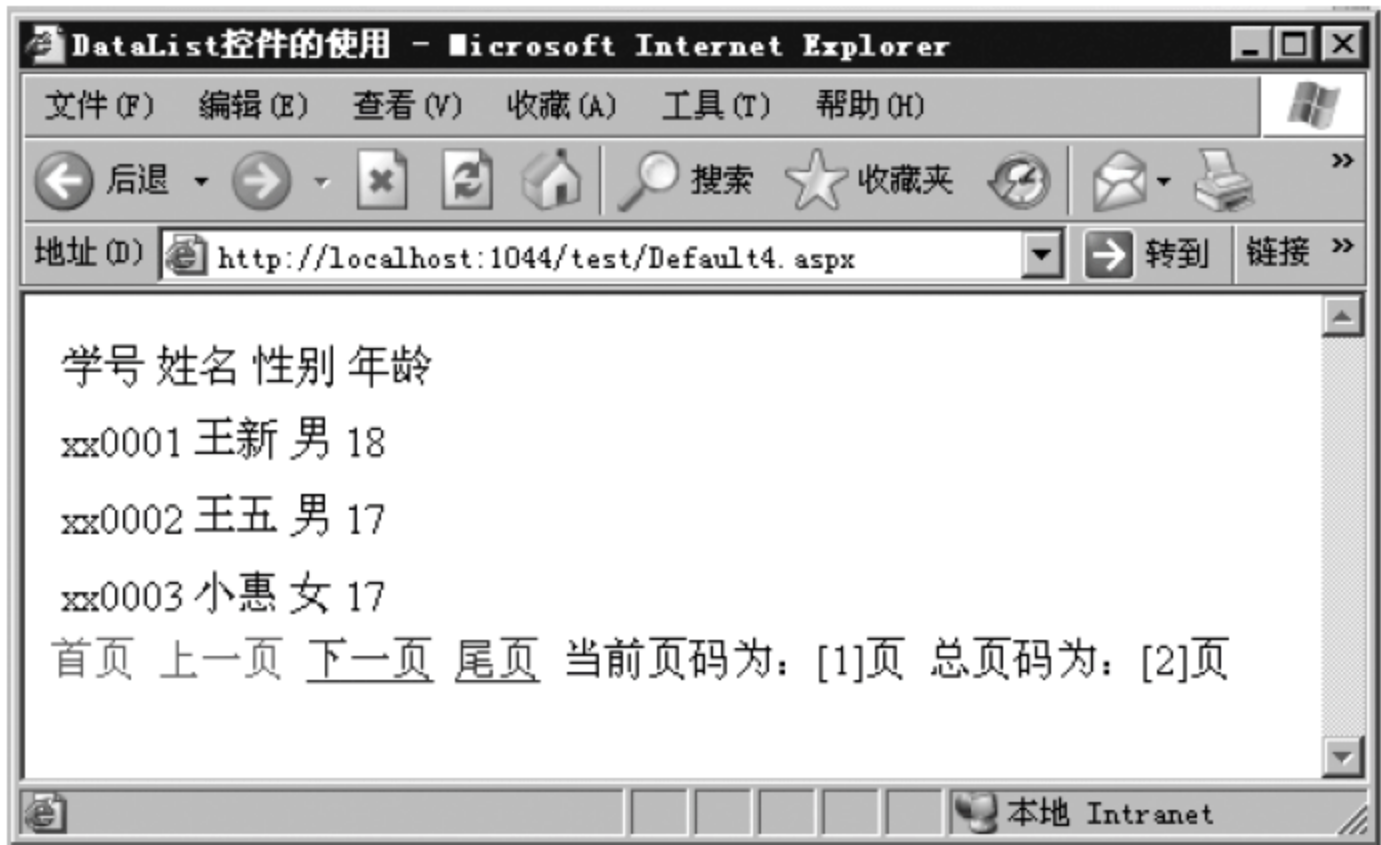 DataList控件的使用 - Microsoft Internet Explorer
文件(F) 编辑(E) 查看(V) 收藏(A) 工具(T) 帮助(H)
后退 搜索 收藏夹 »
地址(D) http://localhost:1044/test/Default4.aspx 转到 链接 »
学号 姓名 性别 年龄
xx0001 王新 男 18
xx0002 王五 男 17
xx0003 小惠 女 17
首页 上一页 下一页 尾页 当前页码为：[1]页 总页码为：[2]页
本地 Intranet